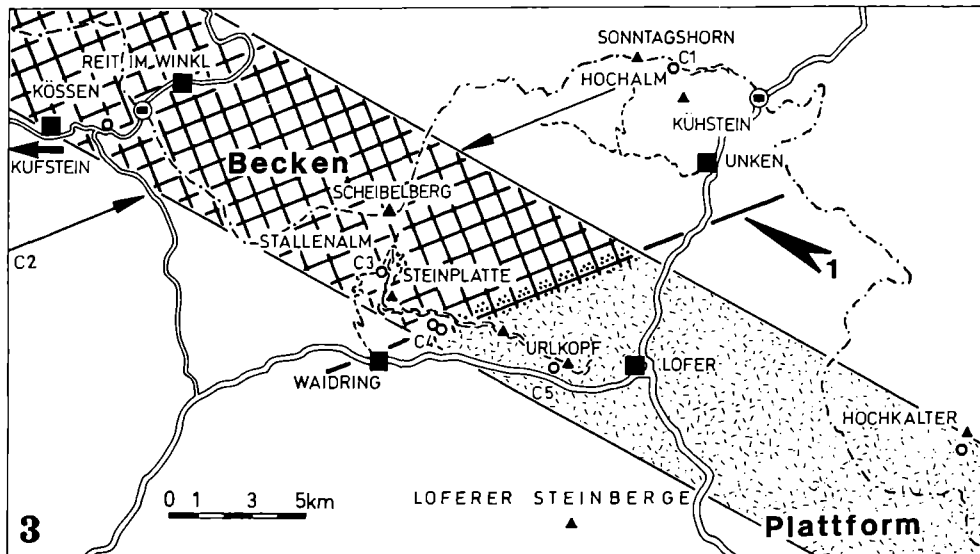 SONNTAGSHORN
C1
REIT IM WINKL
HOCHALM
KÖSSEN
KÜHSTEIN
KUFSTEIN
Becken
UNKEN
SCHEIBELBERG
STALLENALM
C2
C3
STEINPLATTE
1
C4
URLKOPF
LOFER
WAIDRING
C5
HOCHKALTER
0 1 3 5km
LOFERER STEINBERGE
3
Plattform